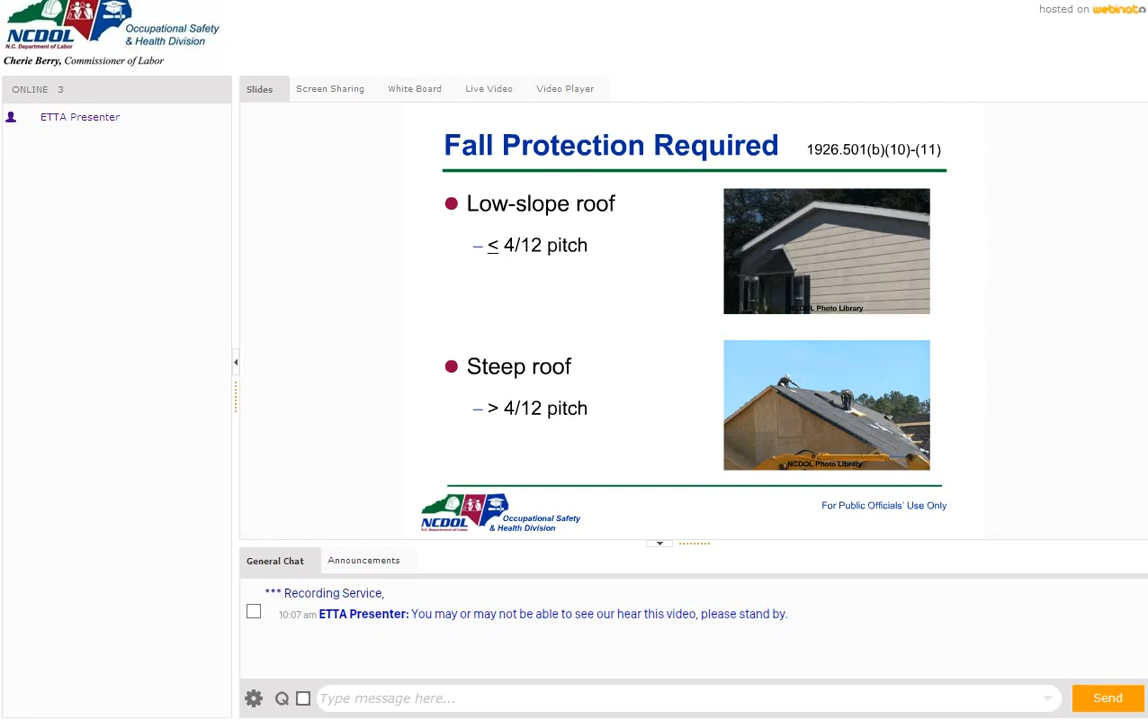 NCDOL
N.C. Department of Labor
Occupational Safety
& Health Division
Cherie Berry, Commissioner of Labor
hosted on webinato
ONLINE 3
ETTA Presenter
Slides Screen Sharing White Board Live Video Video Player
Fall Protection Required 1926.501(b)(10)-(11)
Low-slope roof
– ≤ 4/12 pitch
NCDOL Photo Library
Steep roof
– > 4/12 pitch
NCDOL Photo Library
NCDOL
N.C. Department of Labor
Occupational Safety
& Health Division
For Public Officials' Use Only
General Chat Announcements
*** Recording Service,
10:07 am ETTA Presenter: You may or may not be able to see our hear this video, please stand by.
Q Type message here... Send